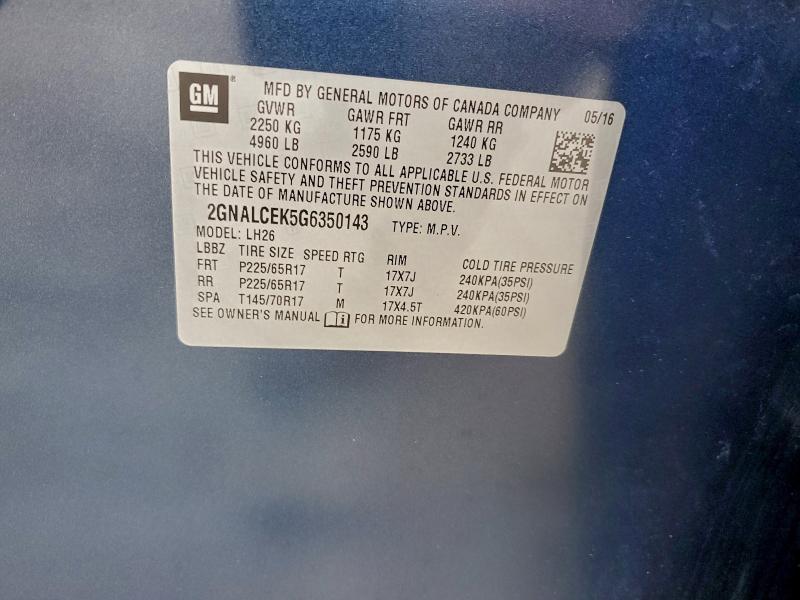 GM ®
MFD BY GENERAL MOTORS OF CANADA COMPANY
05/16
GVWR GAWR FRT GAWR RR
2250 KG 1175 KG 1240 KG
4960 LB 2590 LB 2733 LB
THIS VEHICLE CONFORMS TO ALL APPLICABLE U.S. FEDERAL MOTOR
VEHICLE SAFETY AND THEFT PREVENTION STANDARDS IN EFFECT ON
THE DATE OF MANUFACTURE SHOWN ABOVE.
2GNALCEK5G6350143 TYPE: M.P.V.
MODEL: LH26
LBBZ TIRE SIZE SPEED RTG RIM COLD TIRE PRESSURE
FRT P225/65R17 T 17X7J 240KPA(35PSI)
RR P225/65R17 T 17X7J 240KPA(35PSI)
SPA T145/70R17 M 17X4.5T 420KPA(60PSI)
SEE OWNER'S MANUAL i FOR MORE INFORMATION.